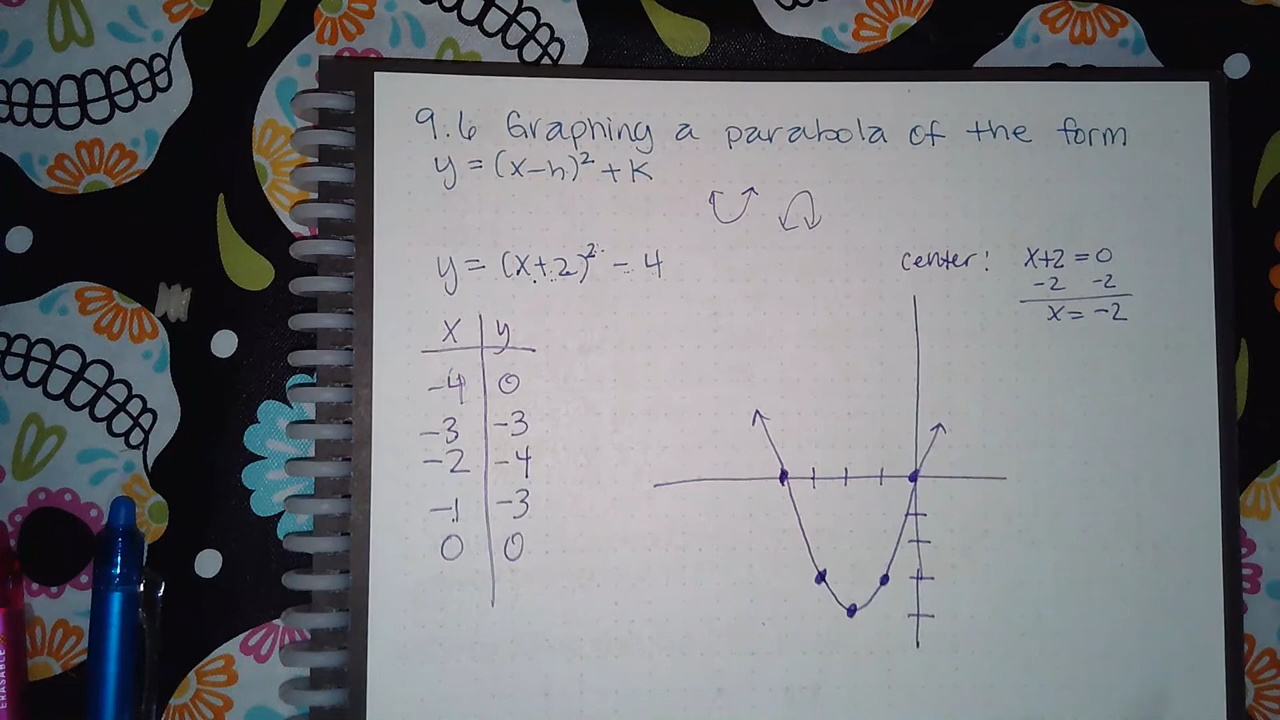 9.6 Graphing a parabola of the form
y = (x-h)² + k
y = (x+2)² - 4
center: x+2 = 0
-2 -2
x = -2
x y
-4 0
-3 -3
-2 -4
-1 -3
0 0
ERASABLE